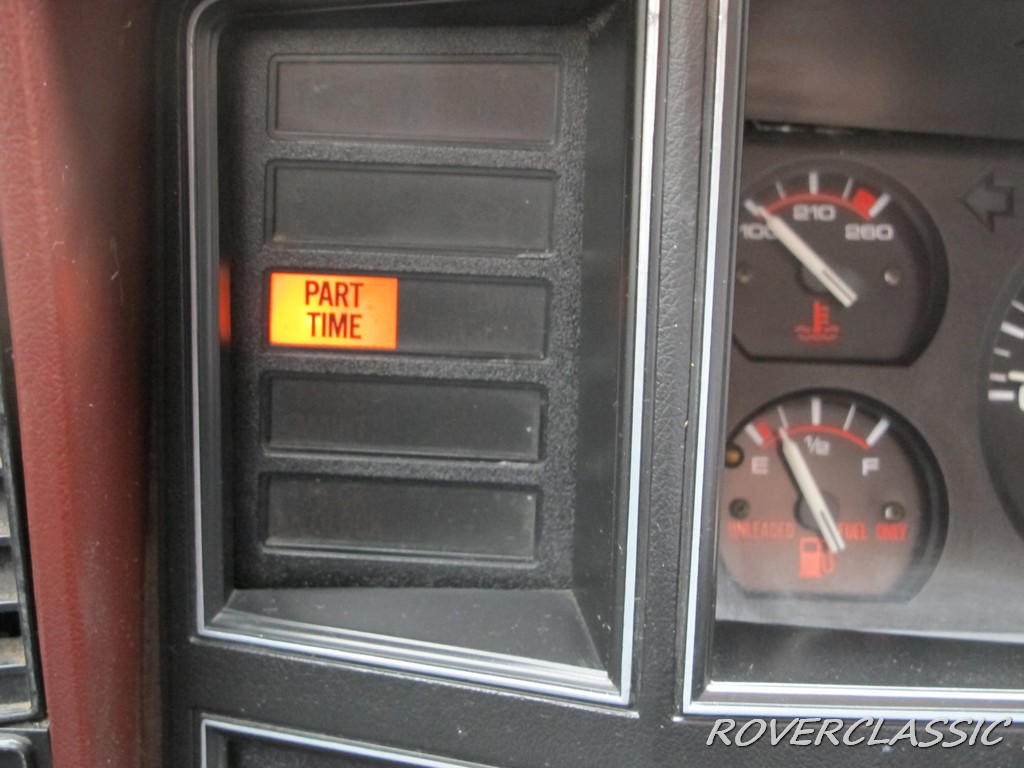 PART
TIME
100 210 260
E 1/2 F
UNLEADED FUEL ONLY
ROVERCLASSIC